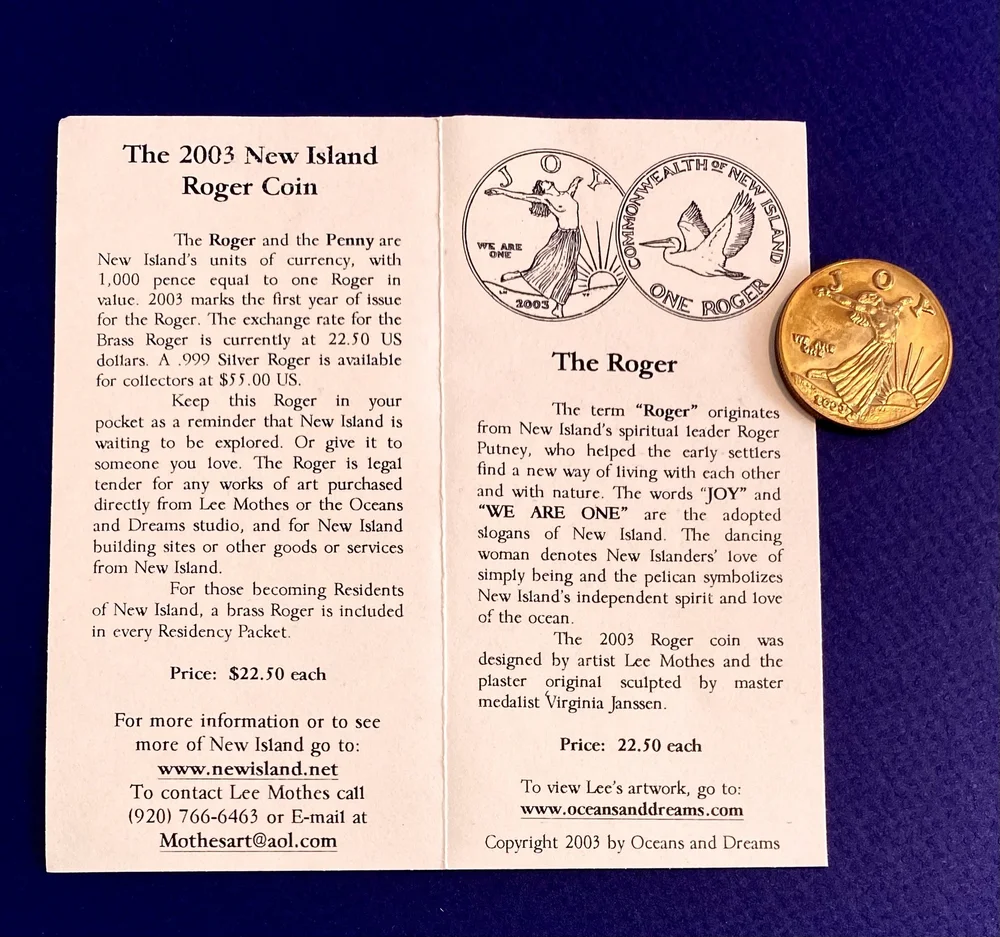 The 2003 New Island
Roger Coin
The Roger and the Penny are
New Island's units of currency, with
1,000 pence equal to one Roger in
value. 2003 marks the first year of issue
for the Roger. The exchange rate for the
Brass Roger is currently at 22.50 US
dollars. A .999 Silver Roger is available
for collectors at $55.00 US.
Keep this Roger in your
pocket as a reminder that New Island is
waiting to be explored. Or give it to
someone you love. The Roger is legal
tender for any works of art purchased
directly from Lee Mothes or the Oceans
and Dreams studio, and for New Island
building sites or other goods or services
from New Island.
For those becoming Residents
of New Island, a brass Roger is included
in every Residency Packet.
Price: $22.50 each
For more information or to see
more of New Island go to:
www.newisland.net
To contact Lee Mothes call
(920) 766-6463 or E-mail at
Mothesart@aol.com
JOY
WE ARE
ONE
2003
COMMONWEALTH OF NEW ISLAND
ONE ROGER
The Roger
The term "Roger" originates
from New Island's spiritual leader Roger
Putney, who helped the early settlers
find a new way of living with each other
and with nature. The words "JOY" and
"WE ARE ONE" are the adopted
slogans of New Island. The dancing
woman denotes New Islanders' love of
simply being and the pelican symbolizes
New Island's independent spirit and love
of the ocean.
The 2003 Roger coin was
designed by artist Lee Mothes and the
plaster original sculpted by master
medalist Virginia Janssen.
Price: 22.50 each
To view Lee's artwork, go to:
www.oceansanddreams.com
Copyright 2003 by Oceans and Dreams
JOY
WE ARE
ONE
2003